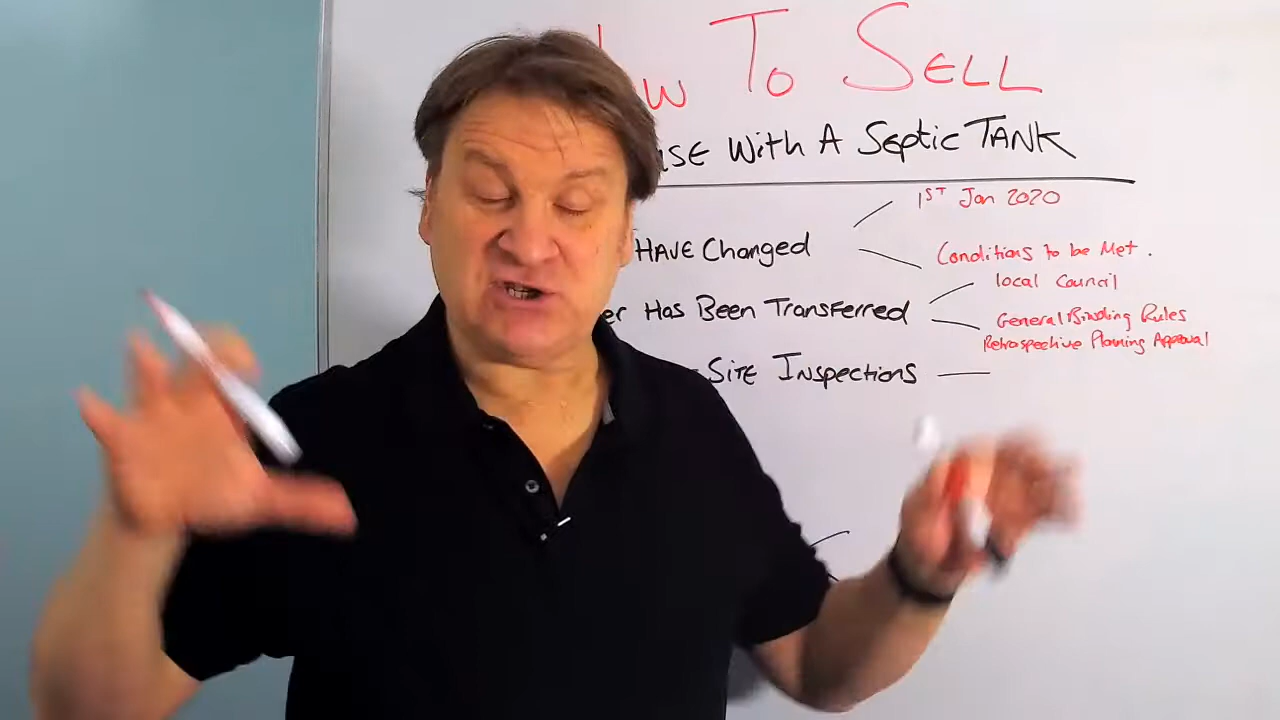 To SELL
With A Septic TANK
1ST Jan 2020
HAVE Changed
Conditions to be Met.
local Council
Has Been Transferred
General Binding Rules
Retrospective Planning Approval
SITE Inspections